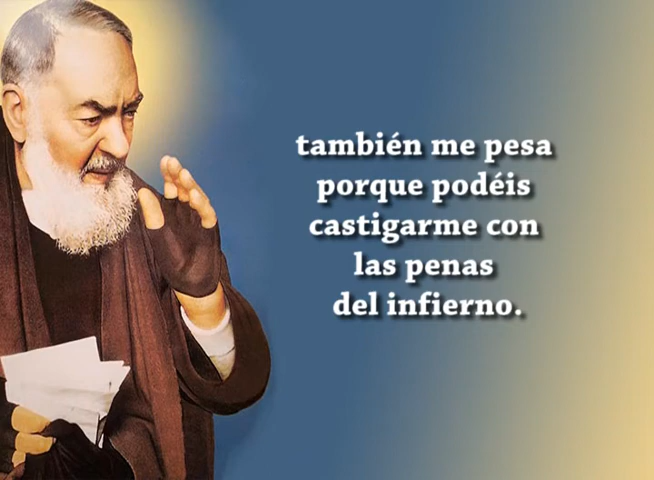 también me pesa
porque podéis
castigarme con
las penas
del infierno.